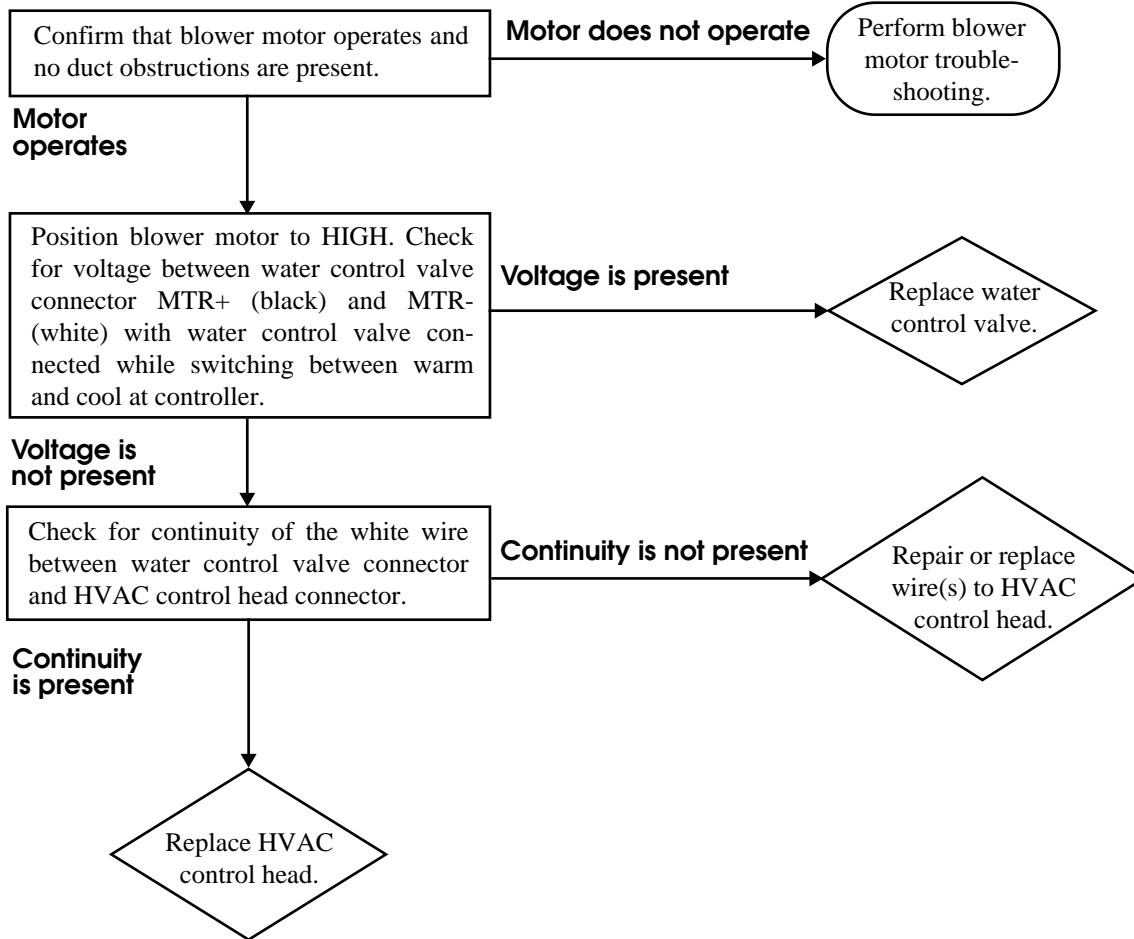 Confirm that blower motor operates and
no duct obstructions are present.
Motor does not operate
Perform blower
motor trouble-
shooting.
Motor
operates
Position blower motor to HIGH. Check
for voltage between water control valve
connector MTR+ (black) and MTR-
(white) with water control valve con-
nected while switching between warm
and cool at controller.
Voltage is present
Replace water
control valve.
Voltage is
not present
Check for continuity of the white wire
between water control valve connector
and HVAC control head connector.
Continuity is not present
Repair or replace
wire(s) to HVAC
control head.
Continuity
is present
Replace HVAC
control head.